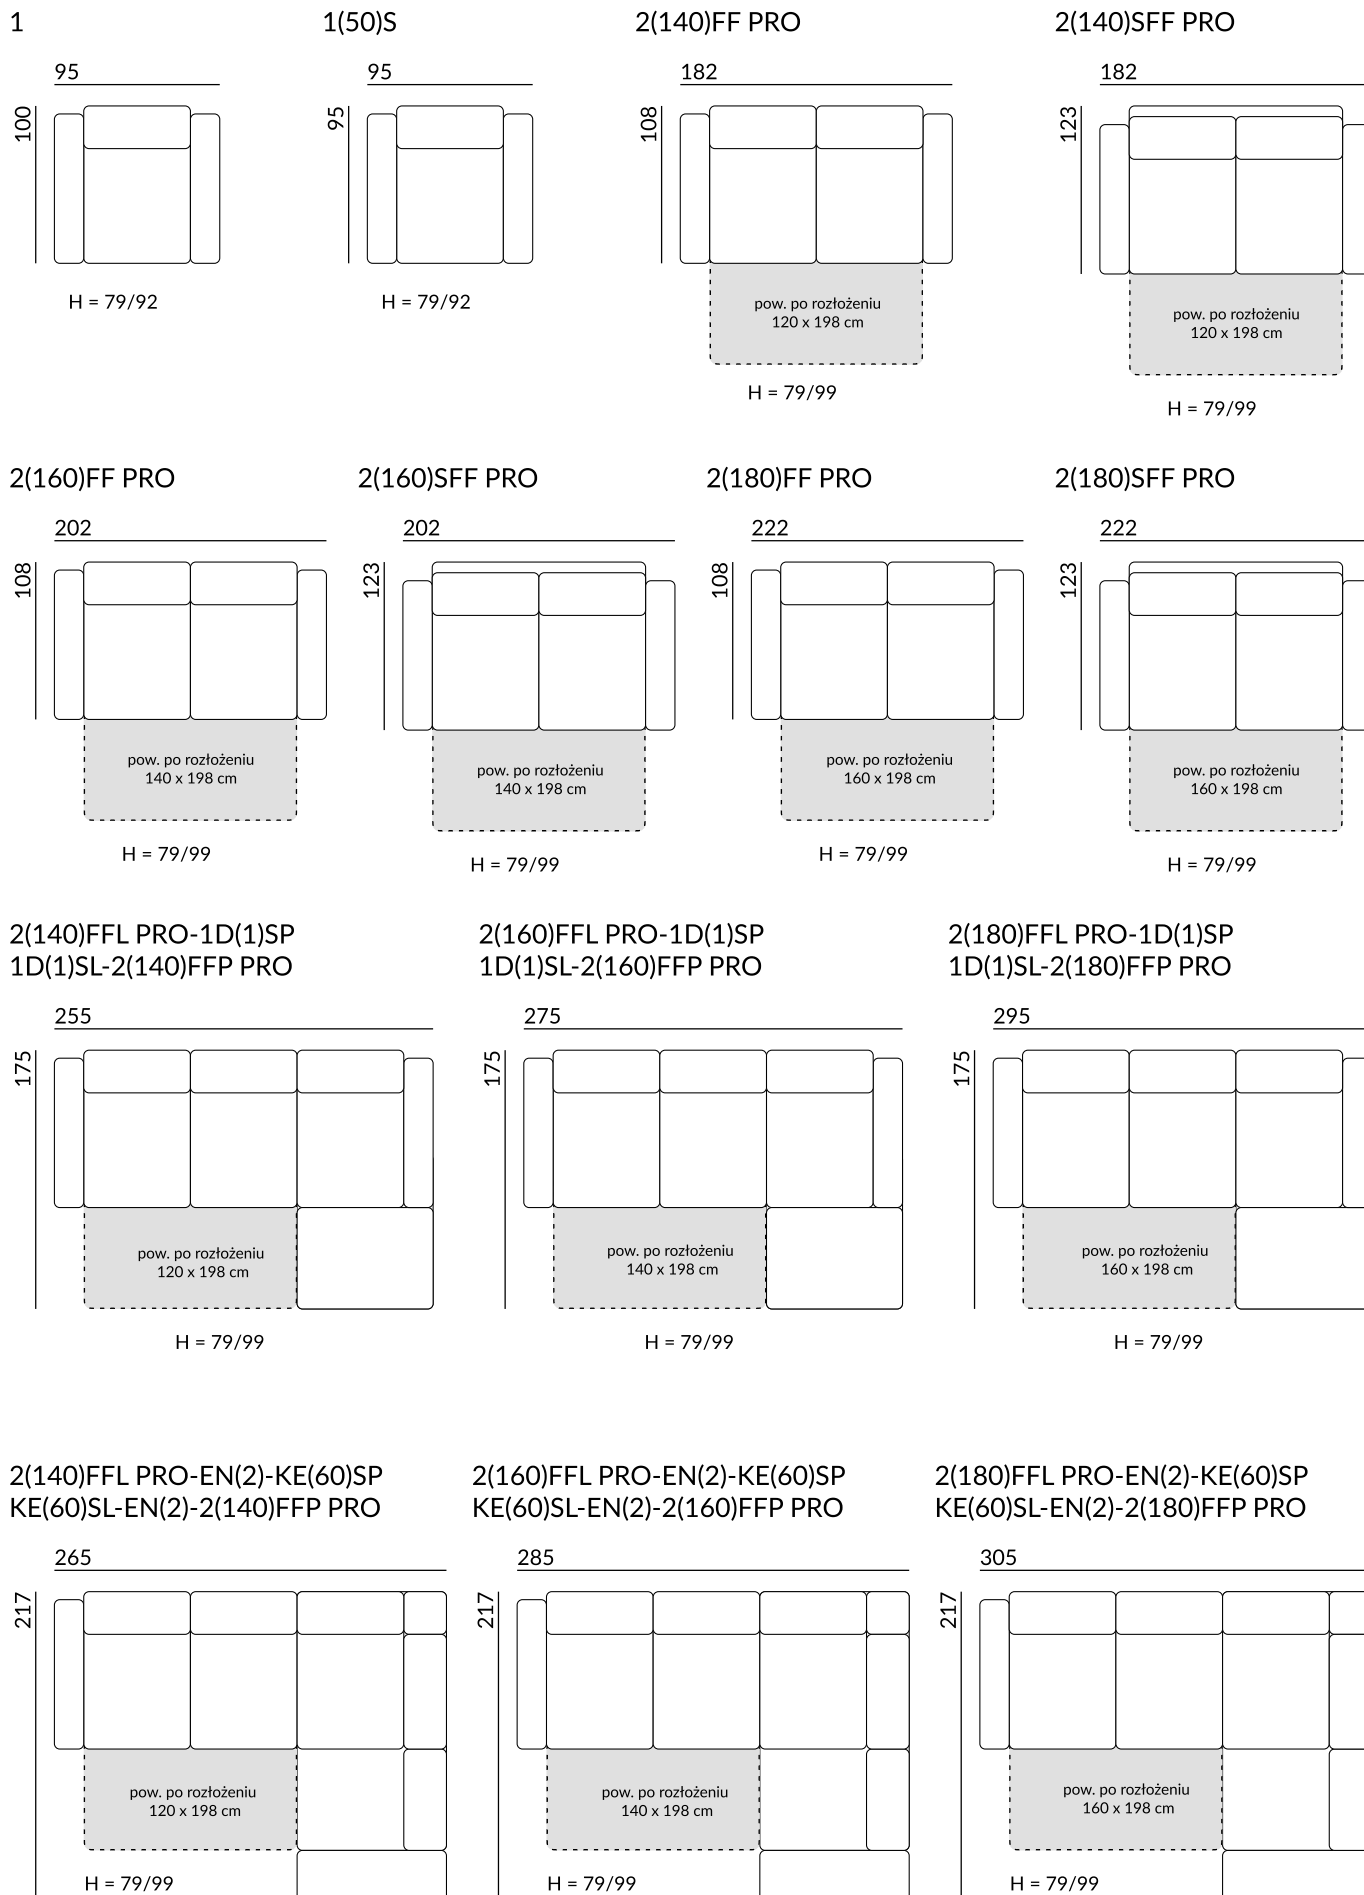 1
1(50)S
2(140)FF PRO
2(140)SFF PRO
95
95
182
182
100
95
108
123
pow. po rozłożeniu
120 x 198 cm
pow. po rozłożeniu
120 x 198 cm
H = 79/92
H = 79/92
H = 79/99
H = 79/99
2(160)FF PRO
2(160)SFF PRO
2(180)FF PRO
2(180)SFF PRO
202
202
222
222
108
123
108
123
pow. po rozłożeniu
140 x 198 cm
pow. po rozłożeniu
140 x 198 cm
pow. po rozłożeniu
160 x 198 cm
pow. po rozłożeniu
160 x 198 cm
H = 79/99
H = 79/99
H = 79/99
H = 79/99
2(140)FFL PRO-1D(1)SP
1D(1)SL-2(140)FFP PRO
2(160)FFL PRO-1D(1)SP
1D(1)SL-2(160)FFP PRO
2(180)FFL PRO-1D(1)SP
1D(1)SL-2(180)FFP PRO
255
275
295
175
175
175
pow. po rozłożeniu
120 x 198 cm
pow. po rozłożeniu
140 x 198 cm
pow. po rozłożeniu
160 x 198 cm
H = 79/99
H = 79/99
H = 79/99
2(140)FFL PRO-EN(2)-KE(60)SP
KE(60)SL-EN(2)-2(140)FFP PRO
2(160)FFL PRO-EN(2)-KE(60)SP
KE(60)SL-EN(2)-2(160)FFP PRO
2(180)FFL PRO-EN(2)-KE(60)SP
KE(60)SL-EN(2)-2(180)FFP PRO
265
285
305
217
217
217
pow. po rozłożeniu
120 x 198 cm
pow. po rozłożeniu
140 x 198 cm
pow. po rozłożeniu
160 x 198 cm
H = 79/99
H = 79/99
H = 79/99